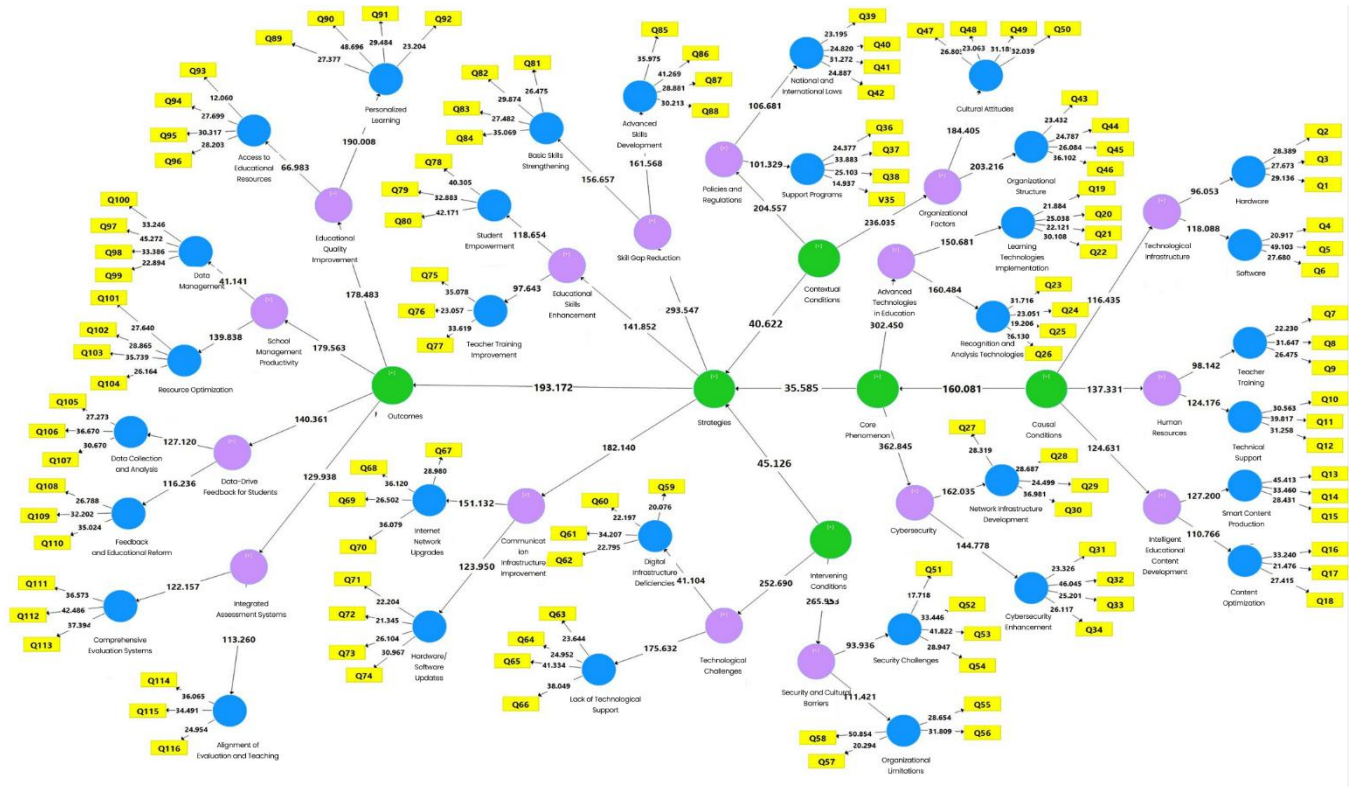 Q89
Q90
Q91
Q92
27.377
48.696
29.484
23.204
Personalized
Learning
190.008
Q93
Q94
Q95
Q96
12.060
27.699
30.317
28.203
Access to
Educational
Resources
66.983
Educational
Quality
Improvement
178.483
Q100
Q97
Q98
Q99
33.246
45.272
33.386
22.894
Data
Management
41.141
Q101
Q102
Q103
Q104
27.640
28.865
35.739
26.164
Resource Optimization
139.838
School
Management
Productivity
179.563
Q105
Q106
Q107
27.273
36.670
30.670
Data Collection
and Analysis
127.120
Q108
Q109
Q110
26.788
32.202
35.024
Feedback
and Educational Reform
116.236
Data-Drive
Feedback for Students
140.361
Q111
Q112
Q113
36.573
42.486
37.394
Comprehensive
Evaluation Systems
122.157
Q114
Q115
Q116
36.065
34.491
24.954
Alignment of
Evaluation and Teaching
113.260
Integrated
Assessment Systems
129.938
Outcomes
193.172
Q81
Q82
Q83
Q84
26.475
29.874
27.482
35.069
Basic Skills
Strengthening
156.657
Q85
Q86
Q87
Q88
35.975
41.269
28.881
30.213
Advanced
Skills
Development
161.568
Skill Gap Reduction
293.547
Q78
Q79
Q80
40.305
32.883
42.171
Student
Empowerment
118.654
Q75
Q76
Q77
35.078
23.057
33.619
Teacher Training
Improvement
97.643
Educational
Skills
Enhancement
141.852
Strategies
182.140
Q67
Q68
Q69
Q70
28.980
36.120
26.502
36.079
Internet
Network
Upgrades
151.132
Q71
Q72
Q73
Q74
22.204
21.345
26.104
30.967
Hardware/
Software
Updates
123.950
Communicat
ion
Infrastructure
Improvement
Q39
Q40
Q41
Q42
23.195
24.820
31.272
24.887
National and
International Laws
106.681
Q36
Q37
Q38
V35
24.377
33.883
25.103
14.937
Support Programs
101.329
Policies and
Regulations
204.557
Q47
Q48
Q49
Q50
23.063
32.039
Cultural Attitudes
184.405
Q43
Q44
Q45
Q46
23.432
24.787
26.084
36.102
Organizational
Structure
203.216
Organizational
Factors
236.035
Contextual
Conditions
40.622
Q19
Q20
Q21
Q22
21.884
25.038
22.121
30.108
Learning
Technologies
Implementation
150.681
Q23
Q24
Q25
Q26
31.716
23.051
19.206
Recognition and
Analysis Technologies
160.484
Advanced
Technologies
in Education
302.450
Core
Phenomenon
35.585
160.081
362.845
Q27
Q28
Q29
Q30
28.319
28.687
24.499
36.981
Network Infrastructure
Development
162.035
Q31
Q32
Q33
Q34
23.326
46.045
25.201
26.117
Cybersecurity
Enhancement
144.778
Cybersecurity
Causal
Conditions
116.435
137.331
124.631
Q2
Q3
Q1
28.389
27.673
29.136
Hardware
96.053
Q4
Q5
Q6
20.917
49.103
27.680
Software
118.088
Technological
Infrastructure
Q7
Q8
Q9
22.230
31.647
26.475
Teacher
Training
98.142
Q10
Q11
Q12
30.563
39.817
31.258
Technical
Support
124.176
Human
Resources
Q13
Q14
Q15
45.413
33.460
28.431
Smart Content
Production
127.200
Q16
Q17
Q18
33.240
21.476
27.415
Content
Optimization
110.766
Intelligent
Educational
Content
Development
45.126
Intervening
Conditions
252.690
Q59
Q60
Q61
Q62
20.076
22.197
34.207
22.795
Digital
Infrastructure
Deficiencies
41.104
Q63
Q64
Q65
Q66
23.644
24.952
41.334
38.049
Lack of Technological
Support
175.632
Technological
Challenges
Q51
Q52
Q53
Q54
17.718
33.446
41.822
28.947
Security Challenges
93.936
Q55
Q56
Q58
Q57
28.654
31.809
50.854
20.294
Organizational
Limitations
111.421
Security and Cultural
Barriers